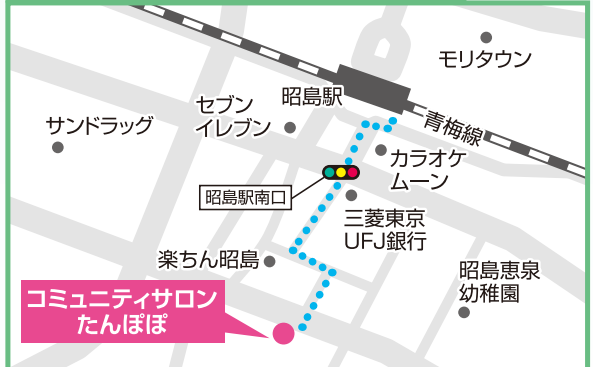 モリタウン
昭島駅
セブン
イレブン
青梅線
サンドラッグ
カラオケ
ムーン
昭島駅南口
三菱東京
UFJ銀行
楽ちん昭島
昭島恵泉
幼稚園
コミュニティサロン
たんぽぽ